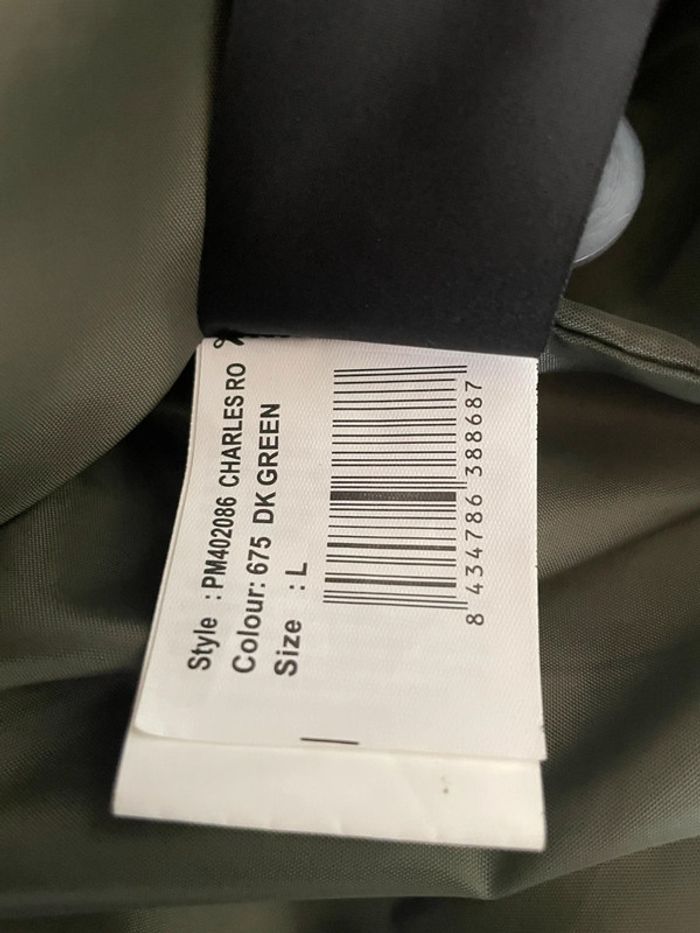 Style : PM402086 CHARLES RO
Colour: 675 DK GREEN
Size : L
8 434786 388687